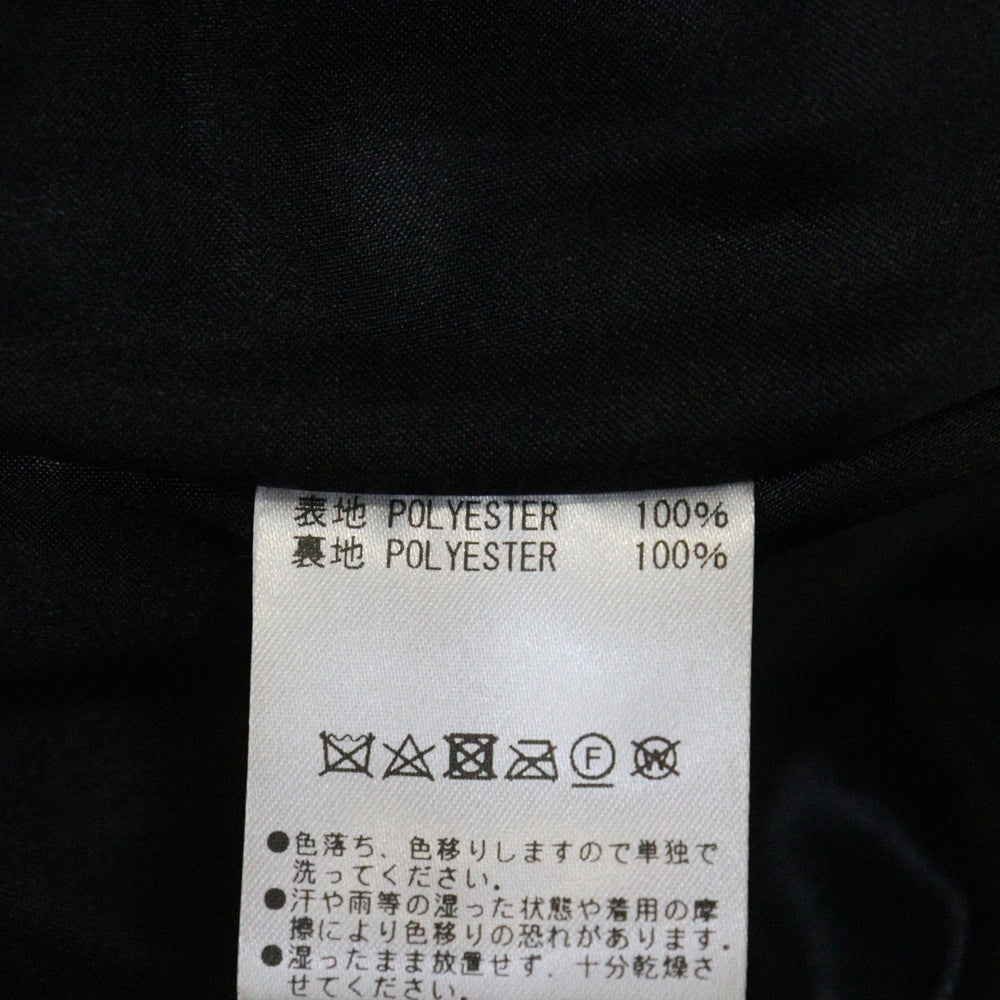 表地 POLYESTER 100%
裏地 POLYESTER 100%
F W
●色落ち、色移りしますので単独で
洗ってください.
●汗や雨等の湿った状態や着用の摩
擦により色移りの恐れがあります.
●湿ったまま放置せず、十分乾燥さ
せてください.